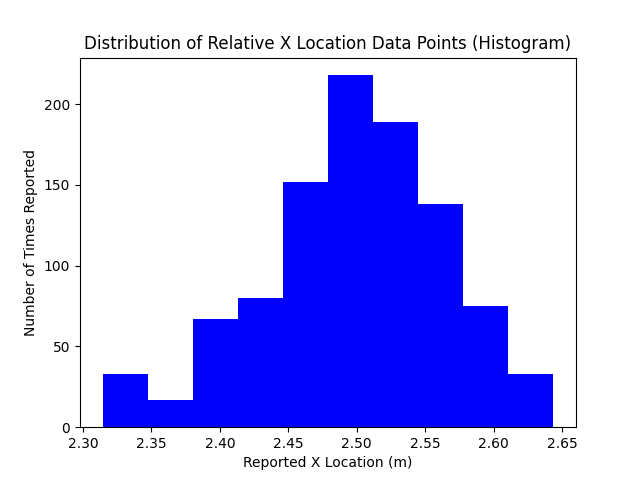 Distribution of Relative X Location Data Points (Histogram)
Number of Times Reported
200
150
100
50
0
2.30 2.35 2.40 2.45 2.50 2.55 2.60 2.65
Reported X Location (m)